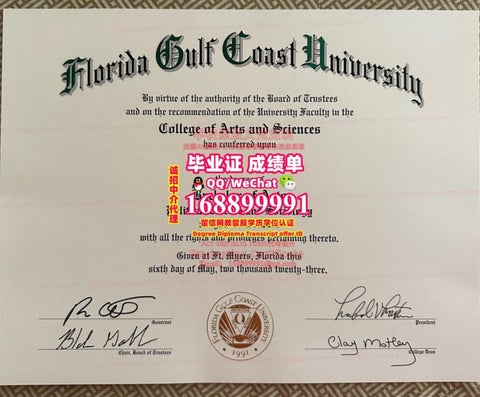 Florida Gulf Coast University
By virtue of the authority of the Board of Trustees
and on the recommendation of the University Faculty in the
College of Arts and Sciences
has conferred upon
毕业证 成绩单
QQ/WeChat
168899991
诚招中介代理
留信网教留服学历学位认证
Degree Diploma Transcript offer ID
with all the rights and privileges pertaining thereto.
Given at Ft. Myers, Florida this
sixth day of May, two thousand twenty-three.
Governor
President
Chair, Board of Trustees
Clay Motley
College Dean
FLORIDA GULF COAST UNIVERSITY
1991